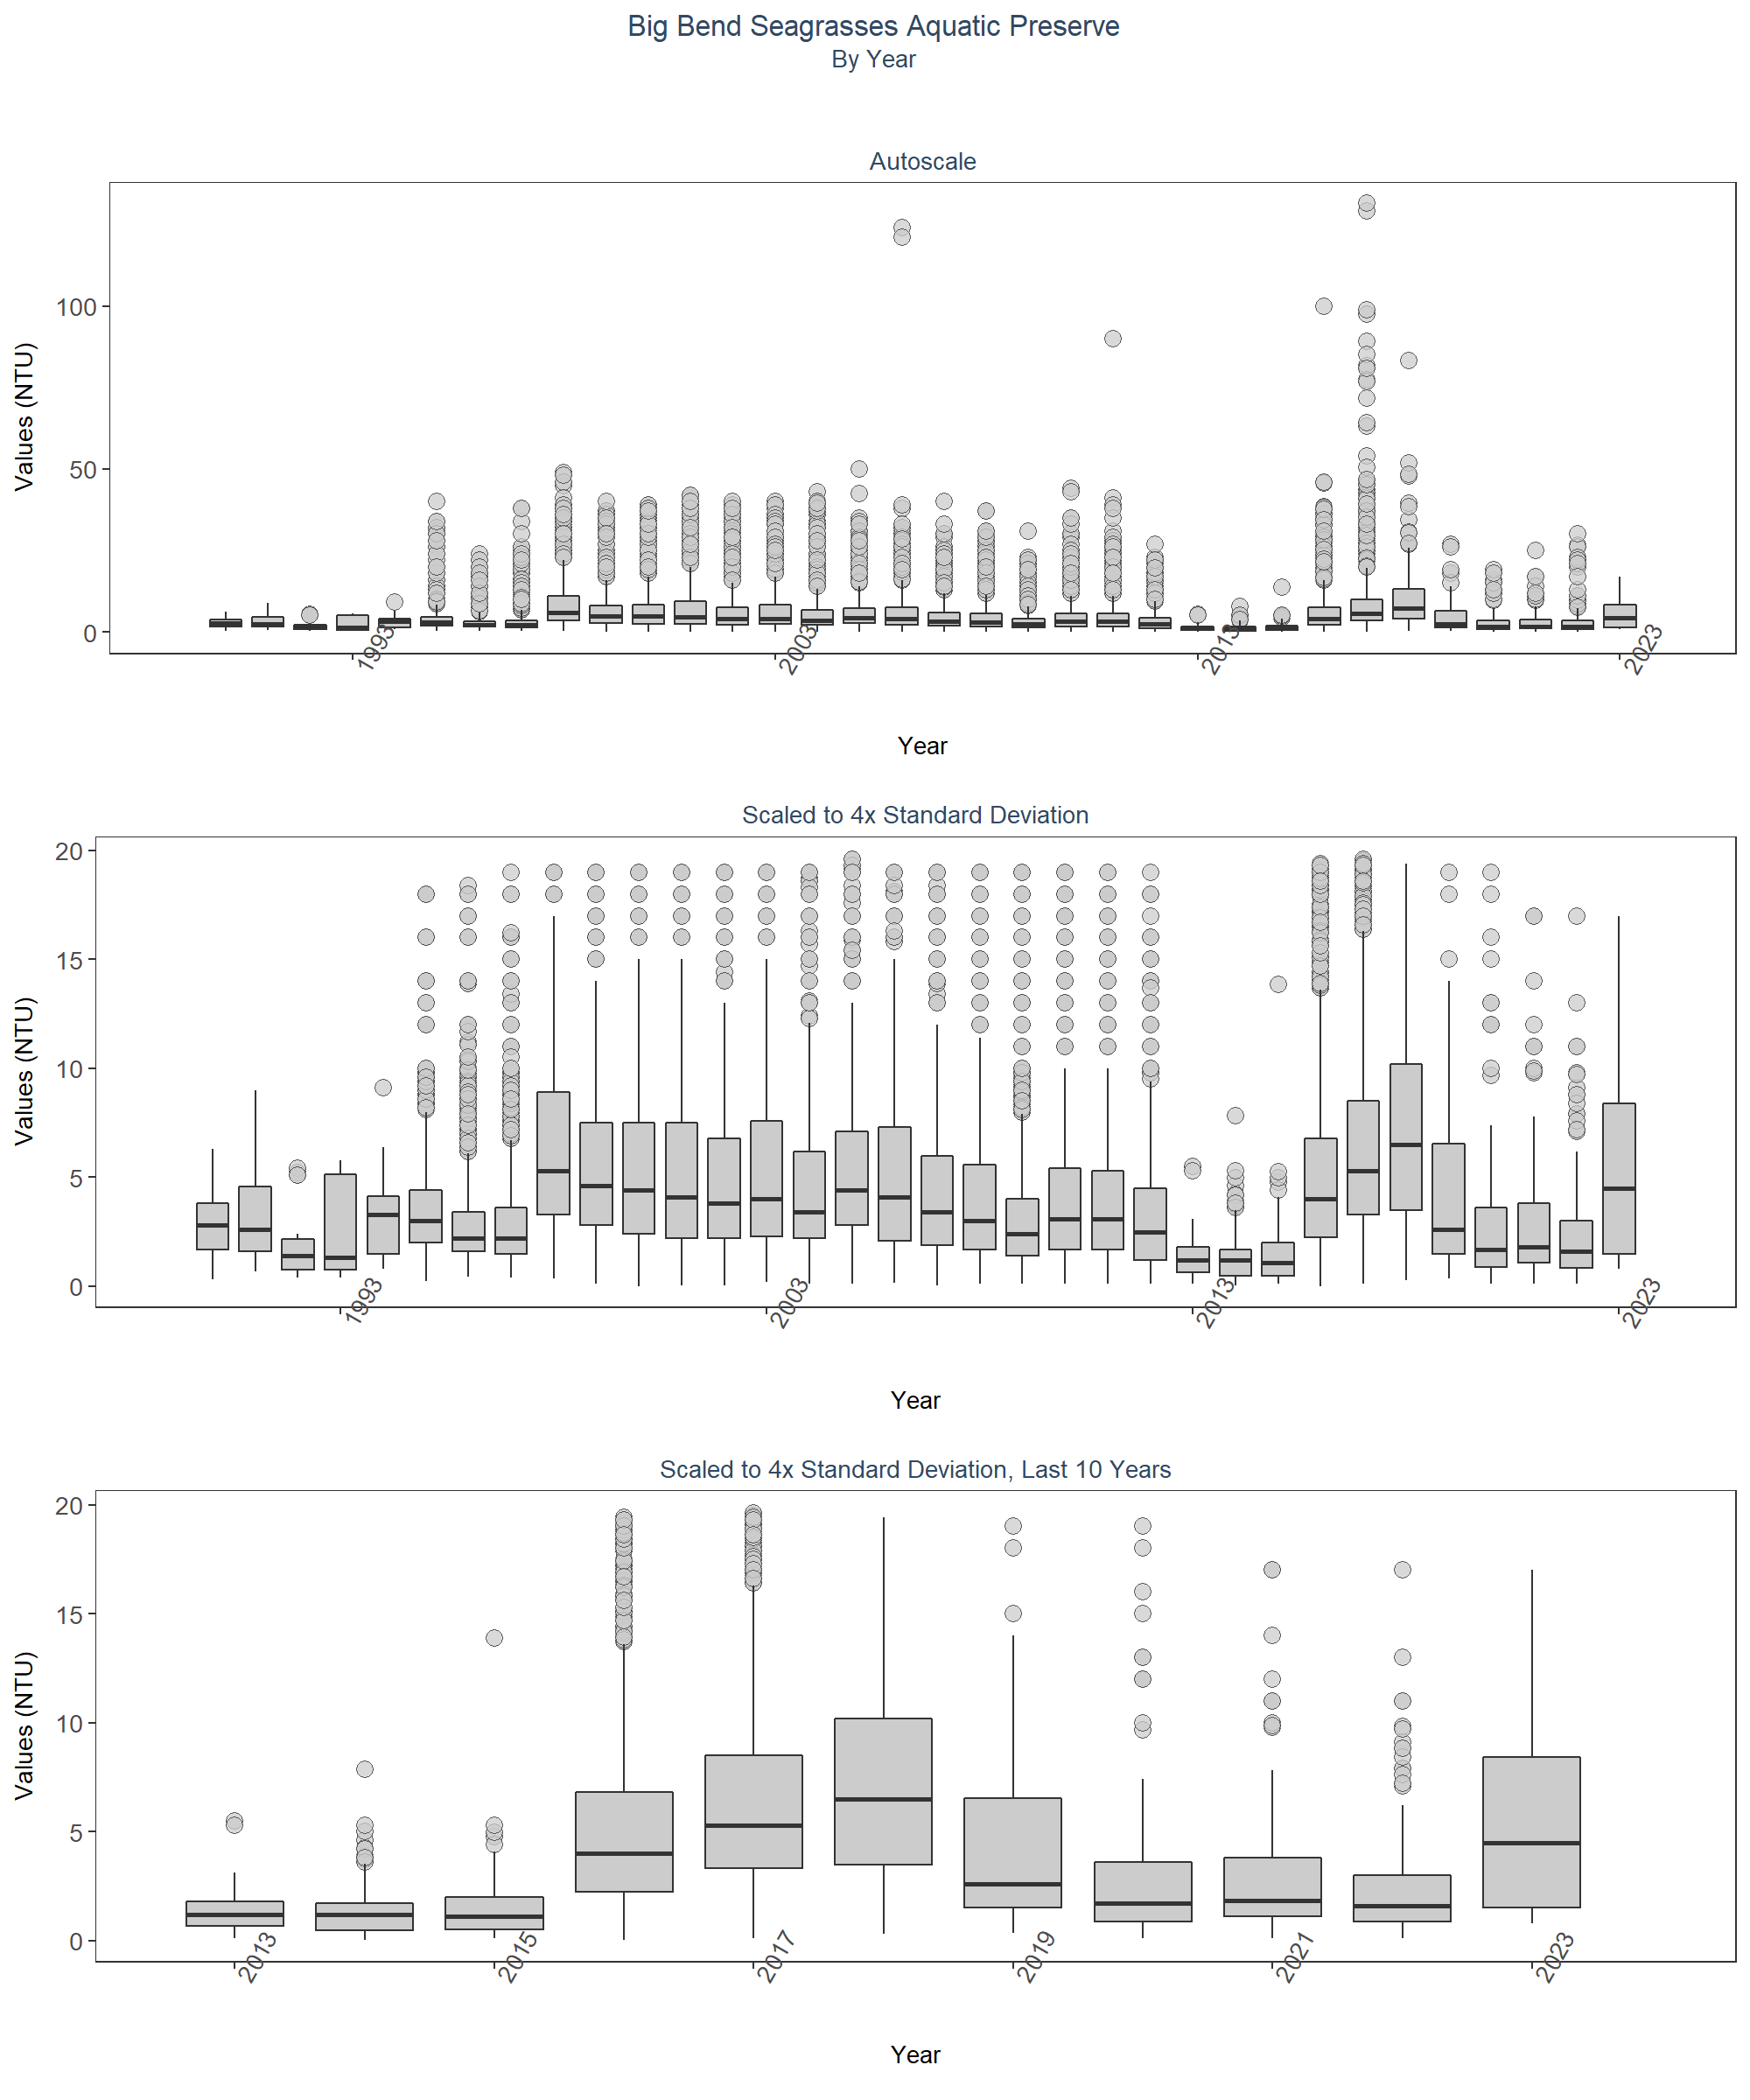 Big Bend Seagrasses Aquatic Preserve
By Year
Autoscale
Values (NTU)
100
50
0
1993
2003
2013
2023
Year
Scaled to 4x Standard Deviation
Values (NTU)
20
15
10
5
0
1993
2003
2013
2023
Year
Scaled to 4x Standard Deviation, Last 10 Years
Values (NTU)
20
15
10
5
0
2013
2015
2017
2019
2021
2023
Year